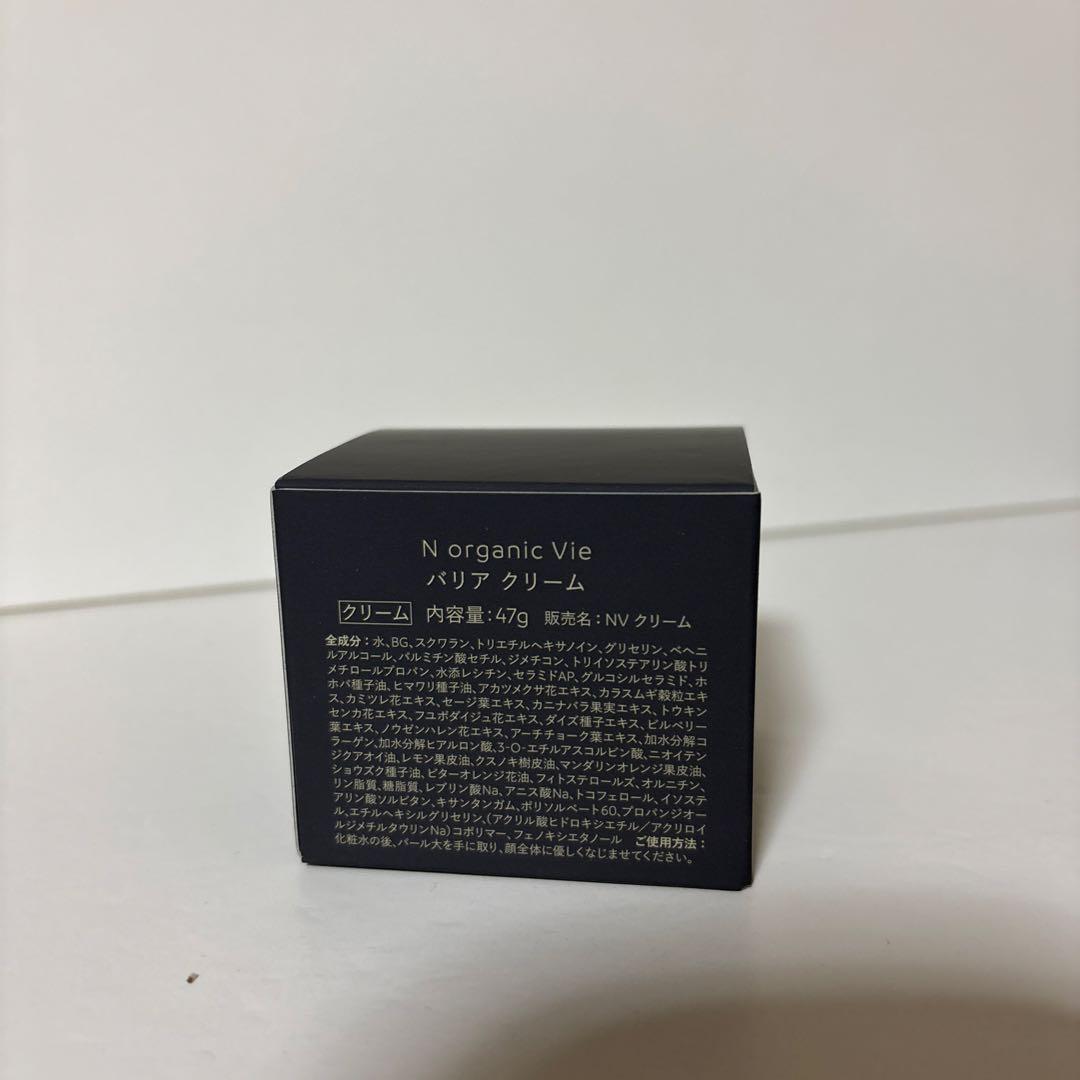 N organic Vie
バリア クリーム
クリーム 内容量:47g 販売名:NV クリーム
全成分:水、BG、スクワラン、トリエチルヘキサノイン、グリセリン、ベヘニ
ルアルコール、パルミチン酸セチル、ジメチコン、トリイソステアリン酸トリ
メチロールプロパン、水添レシチン、セラミドAP、グルコシルセラミド、ホ
ホバ種子油、ヒマワリ種子油、アカツメクサ花エキス、カラスムギ穀粒エキ
ス、カミツレ花エキス、セージ葉エキス、カニナバラ果実エキス、トウキン
センカ花エキス、フユボダイジュ花エキス、ダイズ種子エキス、ビルベリー
葉エキス、ノウゼンハレン花エキス、アーチチョーク葉エキス、加水分解コ
ラーゲン、加水分解ヒアルロン酸、3-O-エチルアスコルビン酸、ニオイテン
ジクアオイ油、レモン果皮油、クスノキ樹皮油、マンダリンオレンジ果皮油、
ショウズク種子油、ビターオレンジ花油、フィトステロールズ、オルニチン、
リン脂質、糖脂質、レブリン酸Na、アニス酸Na、トコフェロール、イソステ
アリン酸ソルビタン、キサンタンガム、ポリソルベート60、プロパンジオー
ル、エチルヘキシルグリセリン、(アクリル酸ヒドロキシエチル/アクリロイ
ルジメチルタウリンNa)コポリマー、フェノキシエタノール ご使用方法:
化粧水の後、パール大を手に取り、顔全体に優しくなじませてください。